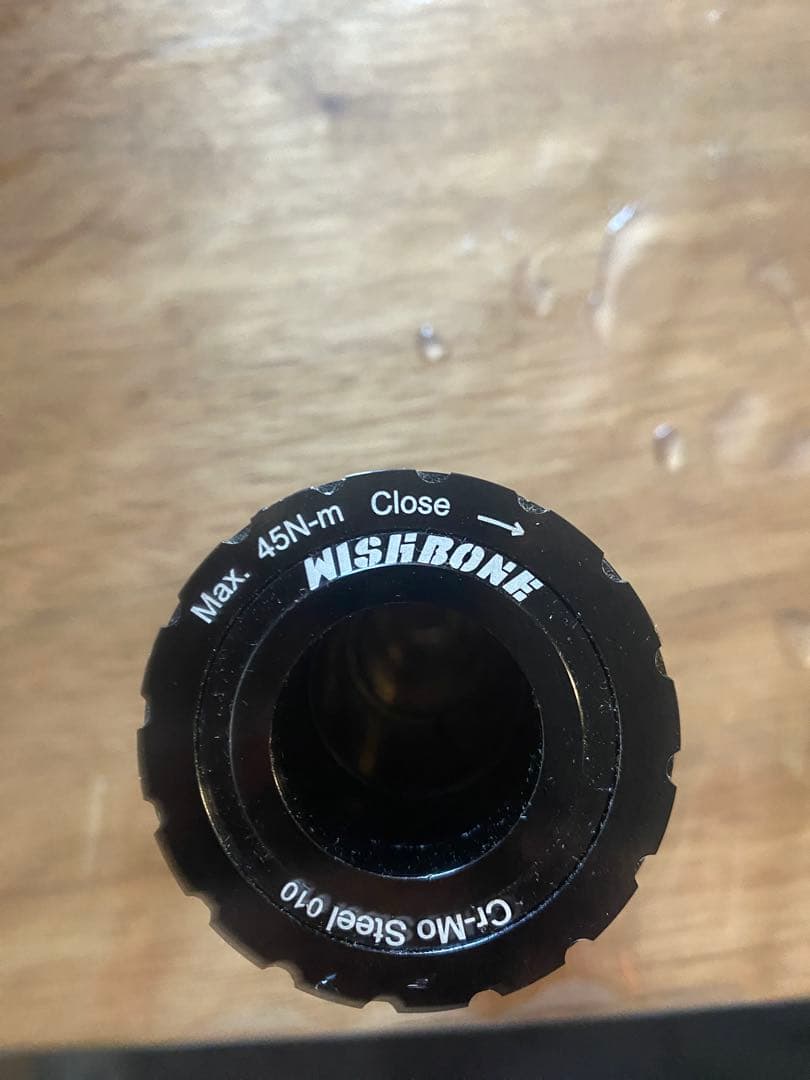 Max. 45N-m Close →
WISHBONE
Cr-Mo Steel 010